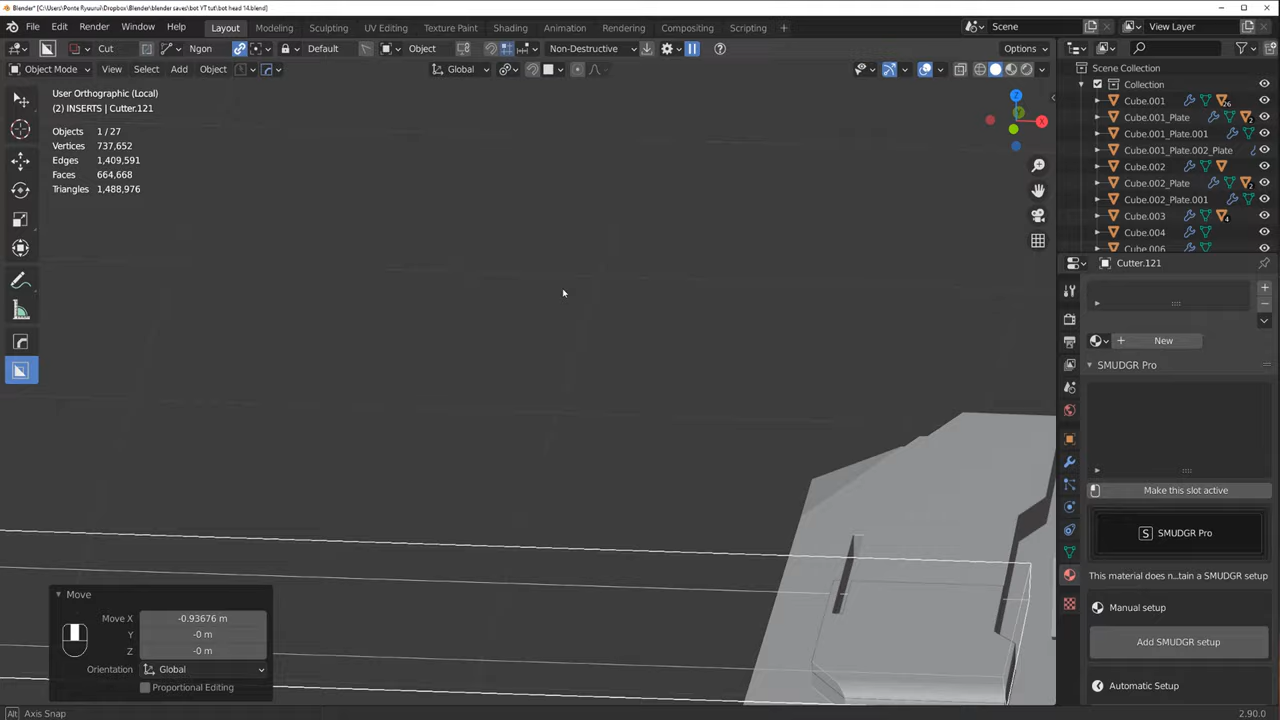 Blender* [C:\Users\Ponte Ryuurui\Dropbox\Blender\blender saves\bot YT tut\bot head 14.blend]
File Edit Render Window Help Layout Modeling Sculpting UV Editing Texture Paint Shading Animation Rendering Compositing Scripting + Scene View Layer
Cut Ngon Default Object Non-Destructive Options
Object Mode View Select Add Object Global
User Orthographic (Local)
(2) INSERTS | Cutter.121
Objects 1 / 27
Vertices 737,652
Edges 1,409,591
Faces 664,668
Triangles 1,488,976
Z
Y
X
Scene Collection
Collection
Cube.001 26
Cube.001_Plate 2
Cube.001_Plate.001
Cube.001_Plate.002_Plate
Cube.002
Cube.002_Plate 2
Cube.002_Plate.001
Cube.003 4
Cube.004
Cube.006
Cutter.121
New
SMUDGR Pro
Make this slot active
S SMUDGR Pro
This material does n...tain a SMUDGR setup
Manual setup
Add SMUDGR setup
Automatic Setup
Move
Move X -0.93676 m
Y -0 m
Z -0 m
Orientation Global
Proportional Editing
Alt Axis Snap
2.90.0